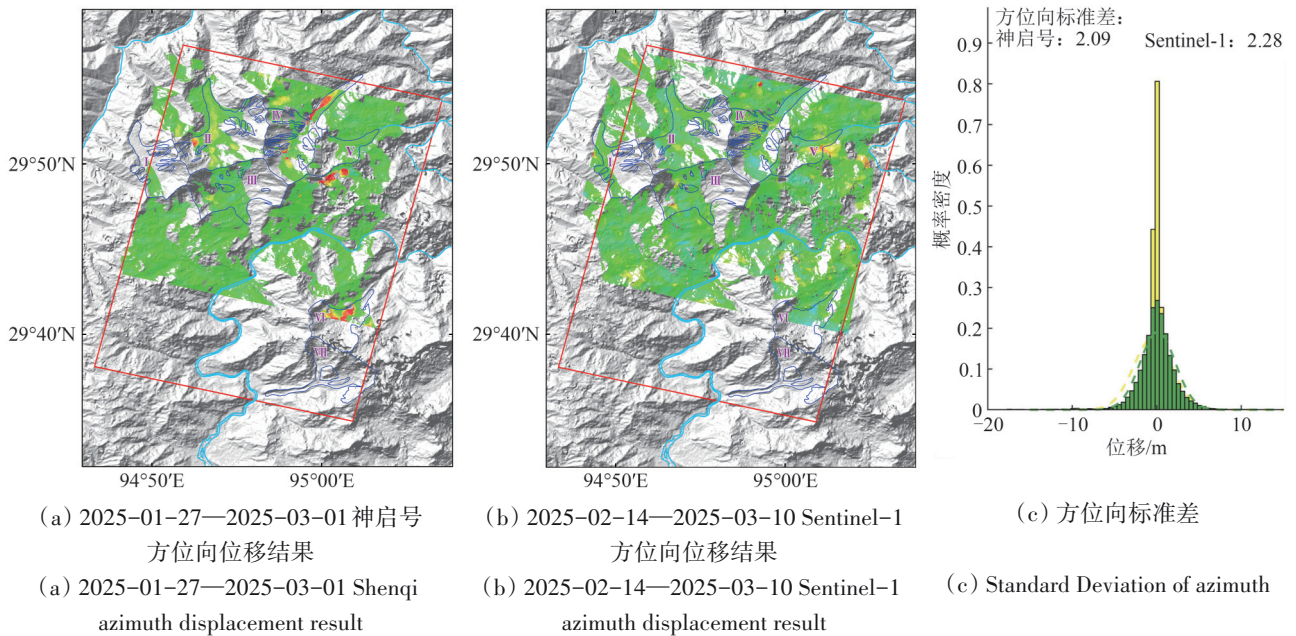 29°50′N
29°40′N
94°50′E
95°00′E
I
II
III
IV
V
VI
VII
94°50′E
95°00′E
I
II
III
IV
V
VI
VII
方位向标准差：
神启号：2.09 Sentinel-1：2.28
0.9
0.8
0.7
0.6
0.5
0.4
0.3
0.2
0.1
0
概率密度
−20
−10
0
10
位移/m
（a）2025-01-27—2025-03-01 神启号
方位向位移结果
(a) 2025-01-27—2025-03-01 Shenqi
azimuth displacement result
（b）2025-02-14—2025-03-10 Sentinel-1
方位向位移结果
(b) 2025-02-14—2025-03-10 Sentinel-1
azimuth displacement result
（c）方位向标准差
(c) Standard Deviation of azimuth